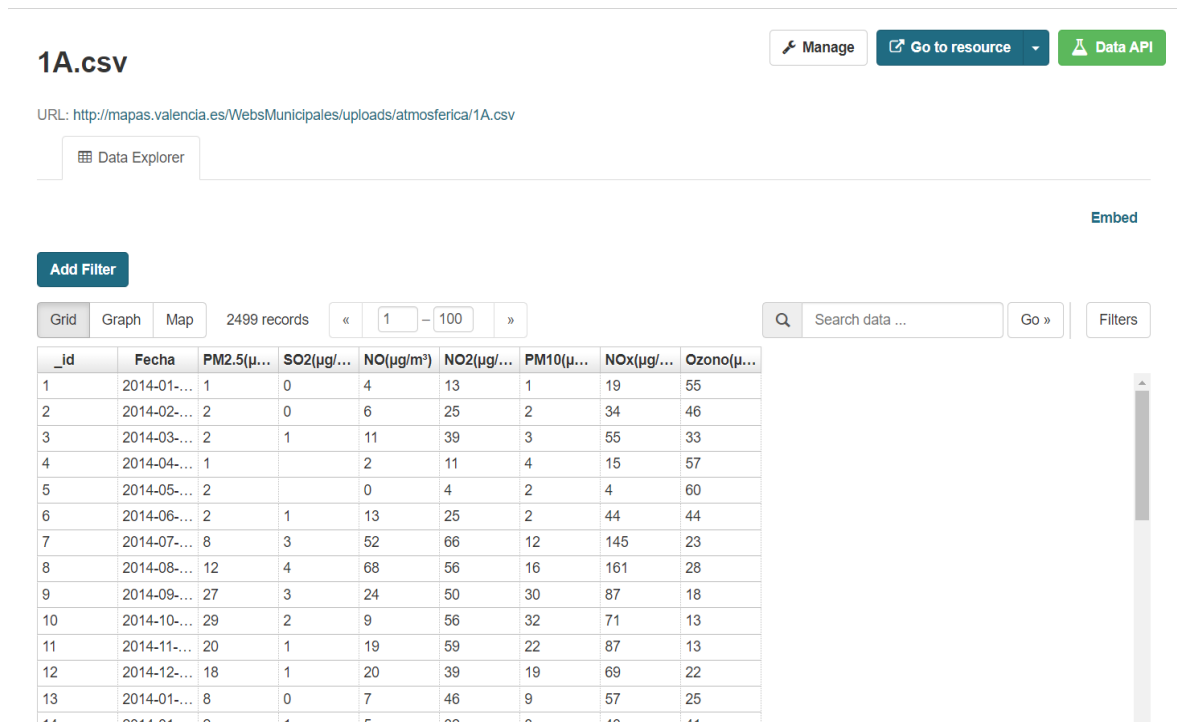 Manage Go to resource Data API
1A.csv
URL: http://mapas.valencia.es/WebsMunicipales/uploads/atmosferica/1A.csv
Data Explorer
Embed
Add Filter
Grid Graph Map 2499 records « 1 – 100 » Search data ... Go » Filters
_id Fecha PM2.5(μ... SO2(μg/... NO(μg/m³) NO2(μg/... PM10(μ... NOx(μg/... Ozono(μ...
1 2014-01-... 1 0 4 13 1 19 55
2 2014-02-... 2 0 6 25 2 34 46
3 2014-03-... 2 1 11 39 3 55 33
4 2014-04-... 1 2 11 4 15 57
5 2014-05-... 2 0 4 2 4 60
6 2014-06-... 2 1 13 25 2 44 44
7 2014-07-... 8 3 52 66 12 145 23
8 2014-08-... 12 4 68 56 16 161 28
9 2014-09-... 27 3 24 50 30 87 18
10 2014-10-... 29 2 9 56 32 71 13
11 2014-11-... 20 1 19 59 22 87 13
12 2014-12-... 18 1 20 39 19 69 22
13 2014-01-... 8 0 7 46 9 57 25